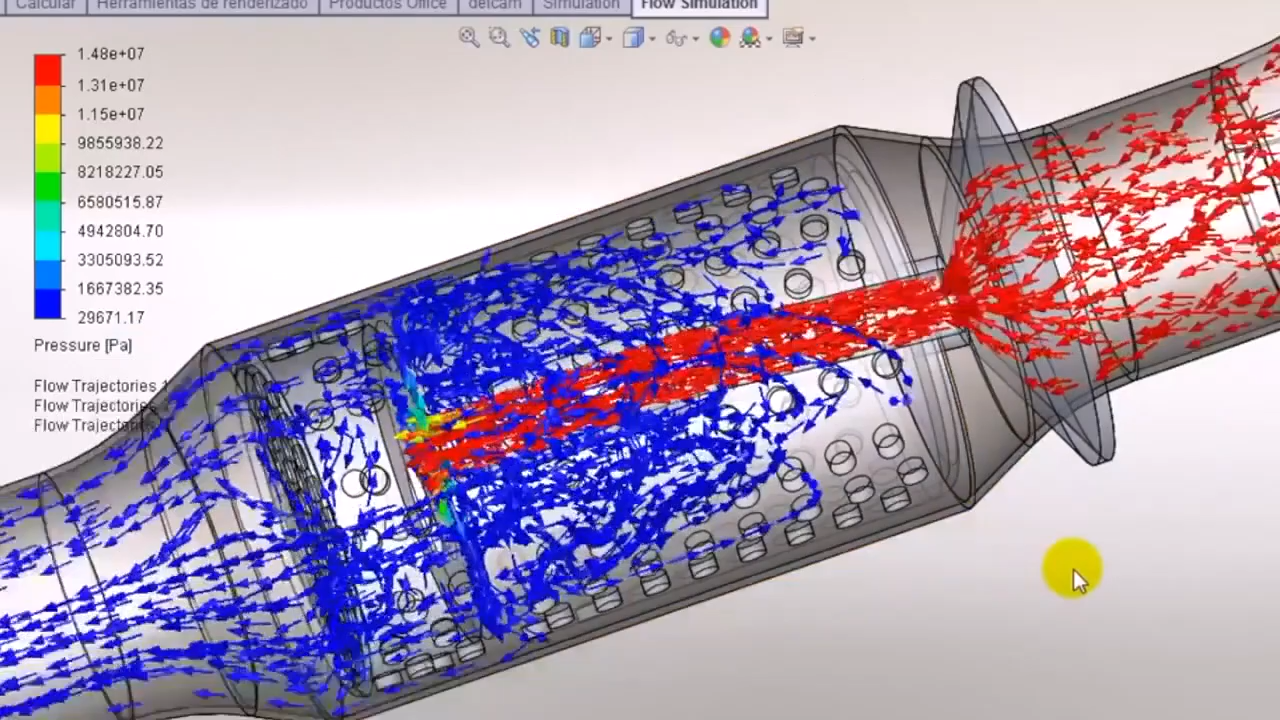 Calcular Herramientas de renderizado Productos Office delcam Simulation Flow Simulation
1.48e+07
1.31e+07
1.15e+07
9855938.22
8218227.05
6580515.87
4942804.70
3305093.52
1667382.35
29671.17
Pressure [Pa]
Flow Trajectories 1
Flow Trajectories
Flow Trajectories